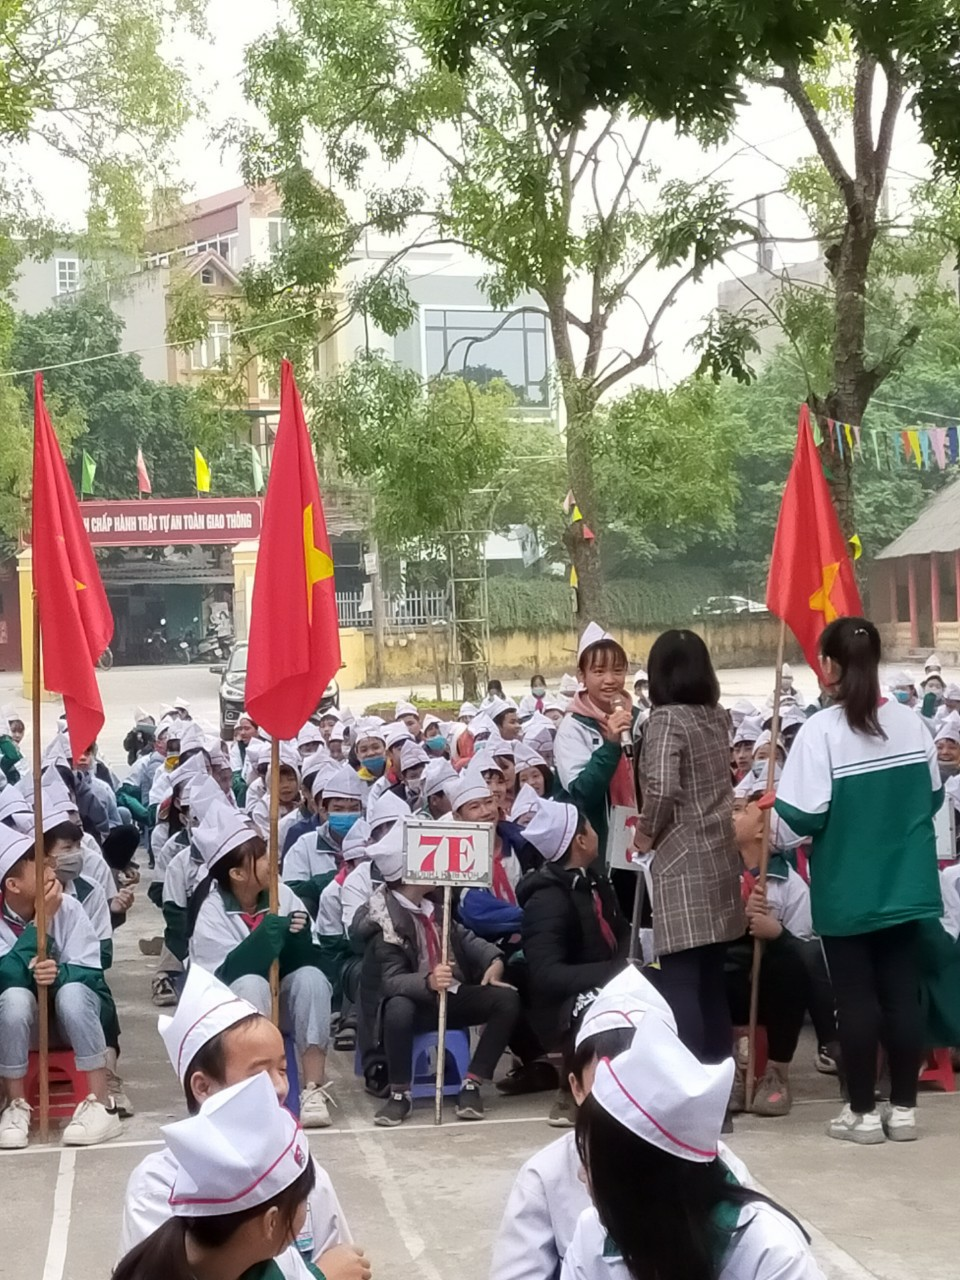 CHẤP HÀNH TRẬT TỰ AN TOÀN GIAO THÔNG
7E